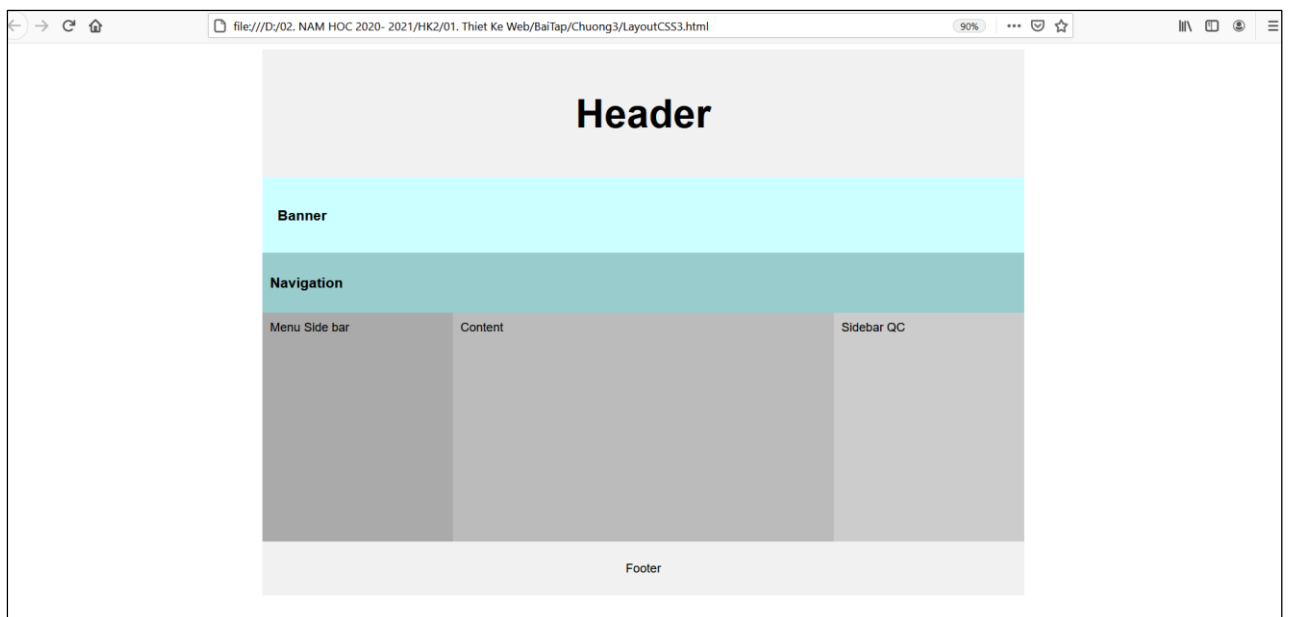 file:///D:/02. NAM HOC 2020- 2021/HK2/01. Thiet Ke Web/BaiTap/Chuong3/LayoutCSS3.html
90%
Header
Banner
Navigation
Menu Side bar
Content
Sidebar QC
Footer